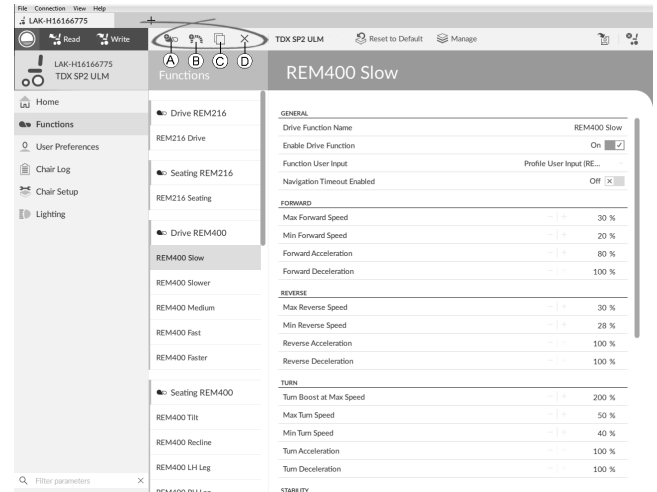 File Connection View Help
LAK-H16166775
Read Write
TDX SP2 ULM Reset to Default Manage
A B C D
LAK-H16166775
TDX SP2 ULM
Functions
REM400 Slow
Home
Functions
User Preferences
Chair Log
Chair Setup
Lighting
Filter parameters
Drive REM216
REM216 Drive
Seating REM216
REM216 Seating
Drive REM400
REM400 Slow
REM400 Slower
REM400 Medium
REM400 Fast
REM400 Faster
Seating REM400
REM400 Tilt
REM400 Recline
REM400 LH Leg
REM400 RH Leg
GENERAL
Drive Function Name REM400 Slow
Enable Drive Function On
Function User Input Profile User Input (RE...
Navigation Timeout Enabled Off
FORWARD
Max Forward Speed − + 30 %
Min Forward Speed − + 20 %
Forward Acceleration − + 80 %
Forward Deceleration − + 100 %
REVERSE
Max Reverse Speed − + 30 %
Min Reverse Speed − + 28 %
Reverse Acceleration − + 100 %
Reverse Deceleration − + 100 %
TURN
Turn Boost at Max Speed − + 200 %
Max Turn Speed − + 50 %
Min Turn Speed − + 40 %
Turn Acceleration − + 100 %
Turn Deceleration − + 100 %
STABILITY